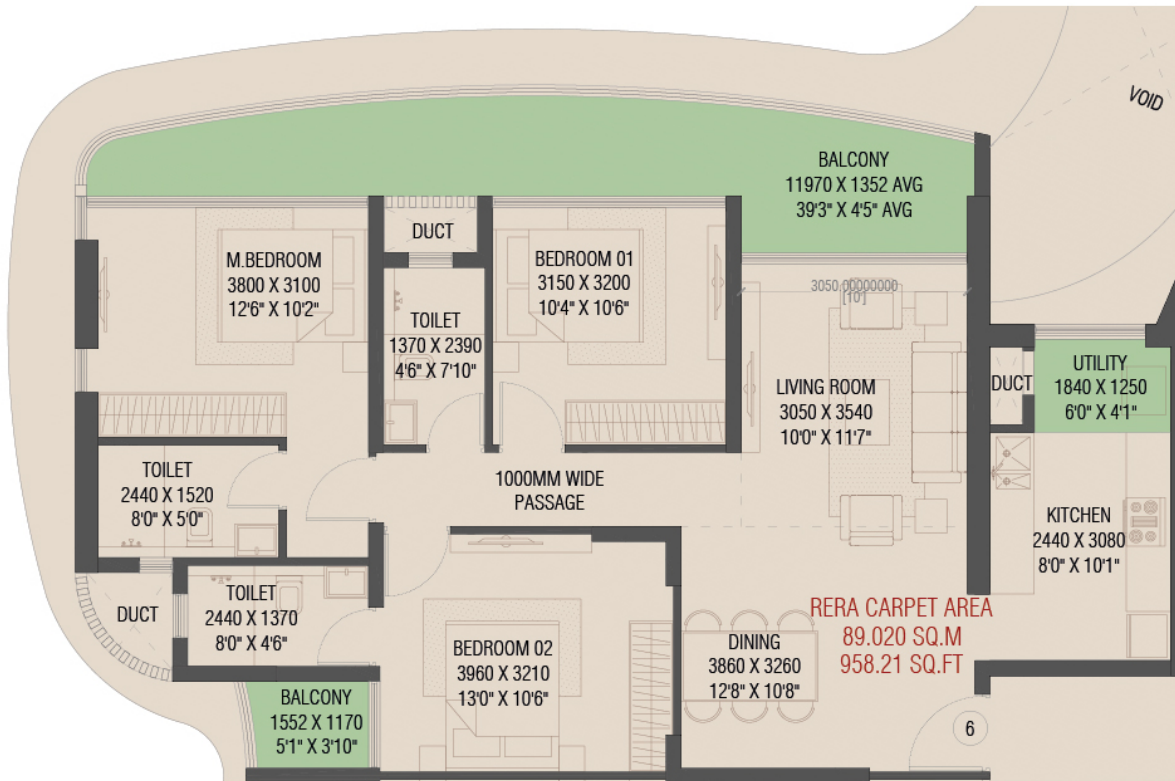 VOID
BALCONY
11970 X 1352 AVG
39'3" X 4'5" AVG
DUCT
M.BEDROOM
3800 X 3100
12'6" X 10'2"
BEDROOM 01
3150 X 3200
10'4" X 10'6"
3050.00000000
[10']
TOILET
1370 X 2390
4'6" X 7'10"
LIVING ROOM
3050 X 3540
10'0" X 11'7"
DUCT
UTILITY
1840 X 1250
6'0" X 4'1"
TOILET
2440 X 1520
8'0" X 5'0"
1000MM WIDE
PASSAGE
KITCHEN
2440 X 3080
8'0" X 10'1"
DUCT
TOILET
2440 X 1370
8'0" X 4'6"
RERA CARPET AREA
89.020 SQ.M
958.21 SQ.FT
BEDROOM 02
3960 X 3210
13'0" X 10'6"
DINING
3860 X 3260
12'8" X 10'8"
BALCONY
1552 X 1170
5'1" X 3'10"
6